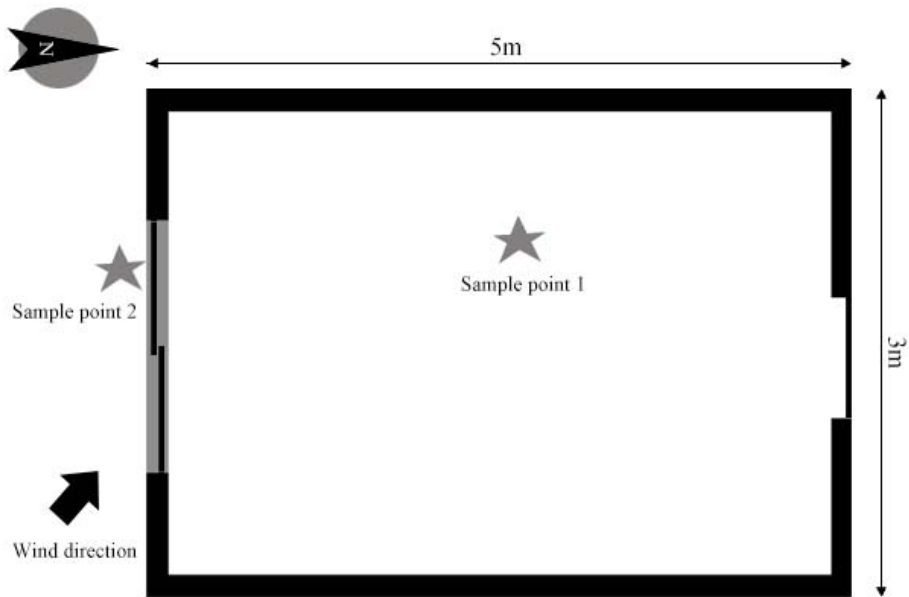 N
5m
Sample point 1
Sample point 2
3m
Wind direction